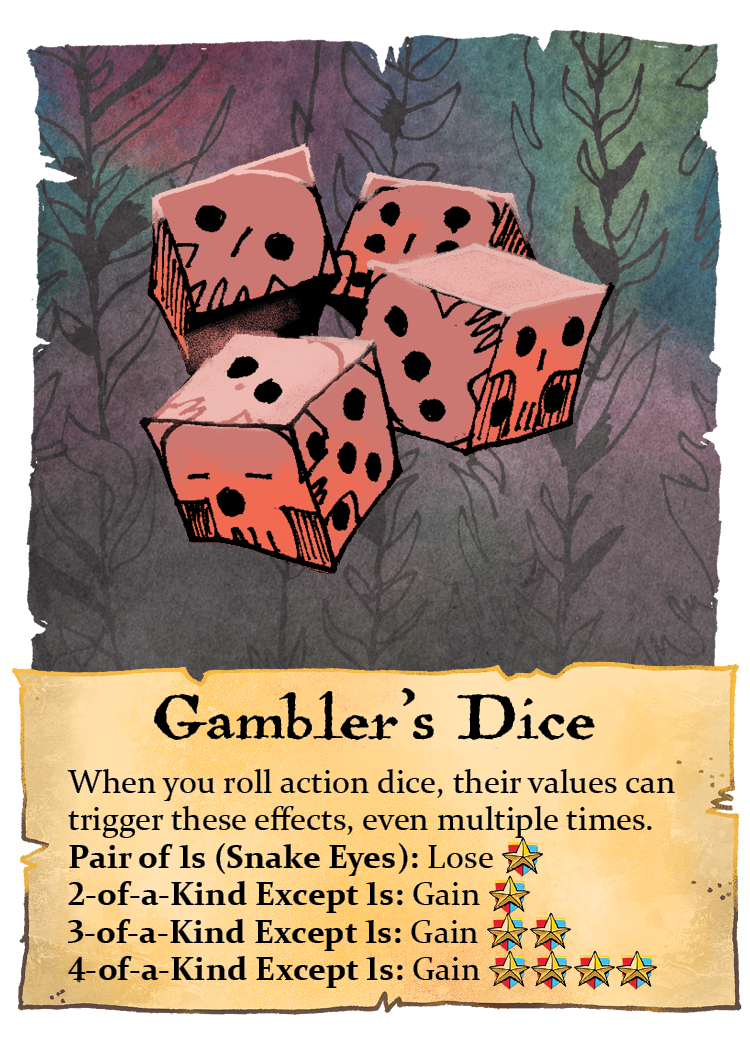 Gambler's Dice
When you roll action dice, their values can
trigger these effects, even multiple times.
Pair of 1s (Snake Eyes): Lose
2-of-a-Kind Except 1s: Gain
3-of-a-Kind Except 1s: Gain
4-of-a-Kind Except 1s: Gain